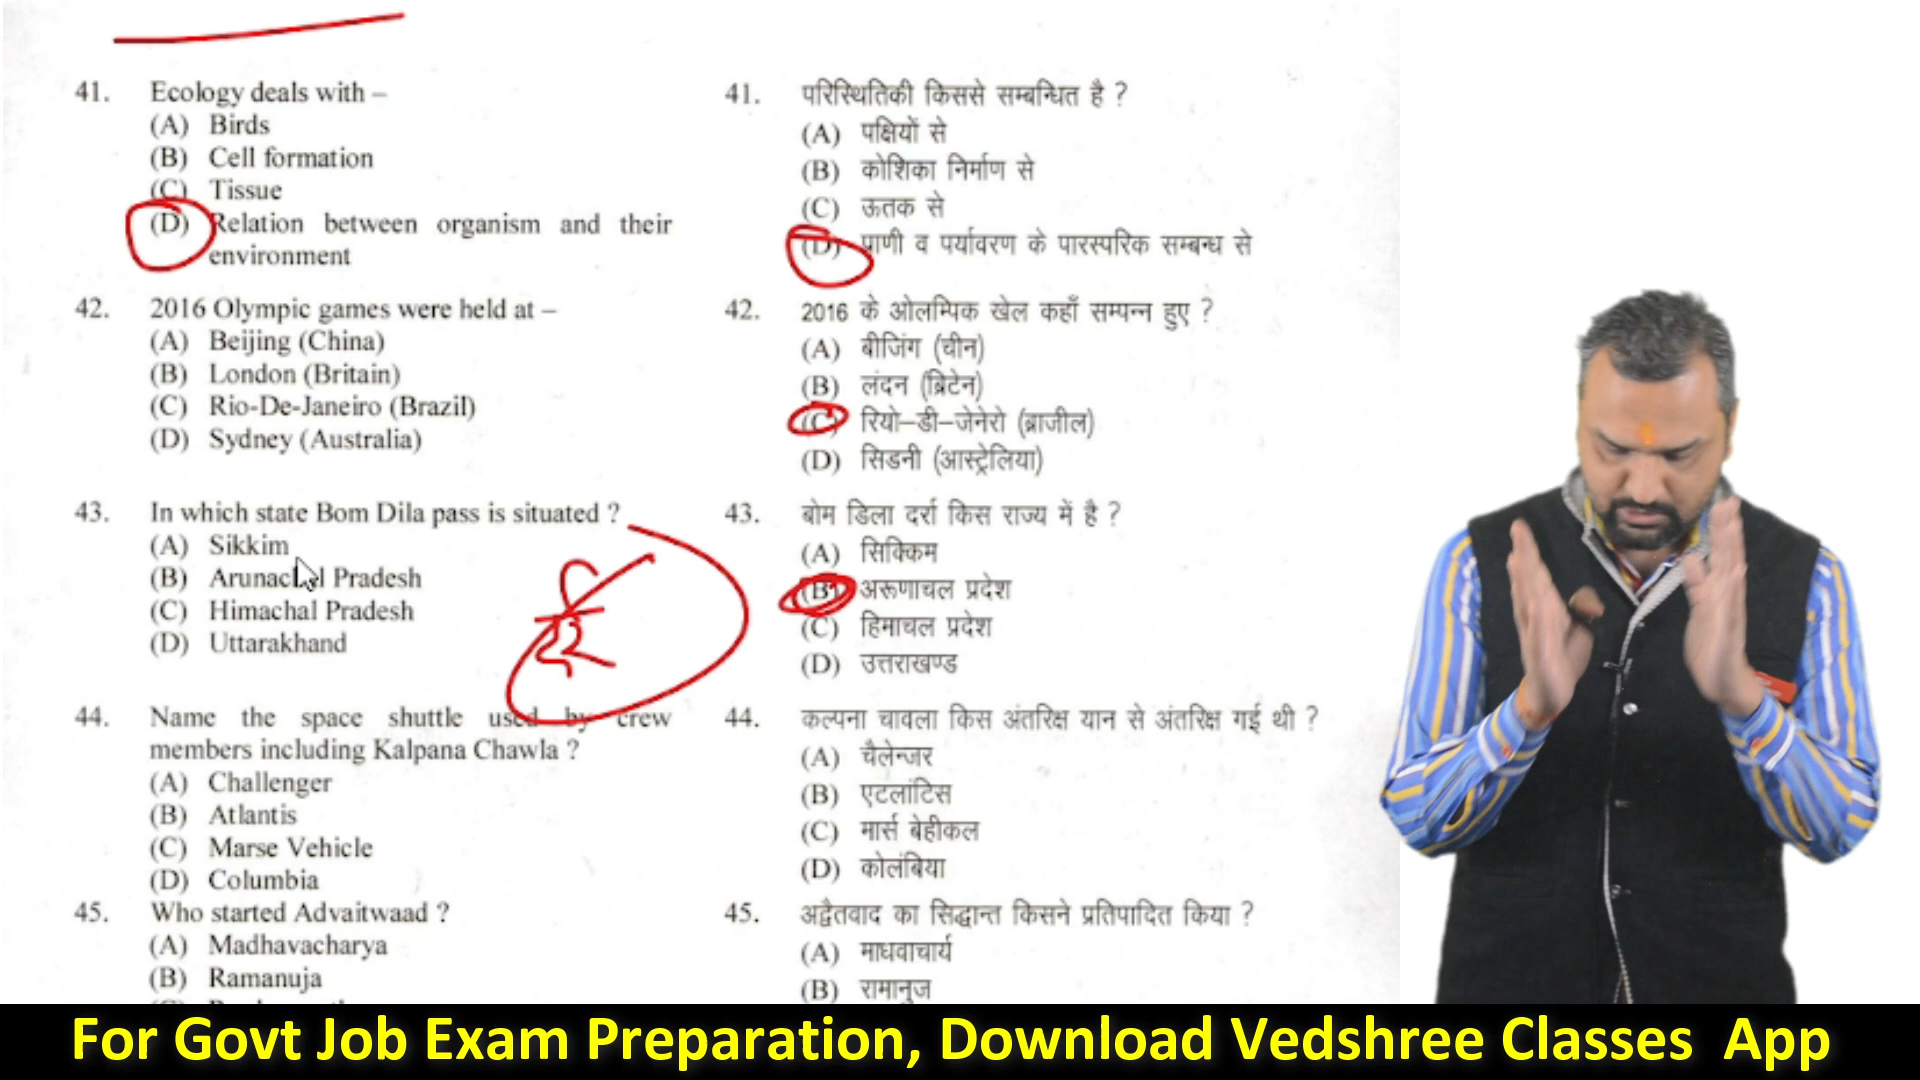 41. Ecology deals with –
(A) Birds
(B) Cell formation
(C) Tissue
(D) Relation between organism and their
environment
42. 2016 Olympic games were held at –
(A) Beijing (China)
(B) London (Britain)
(C) Rio-De-Janeiro (Brazil)
(D) Sydney (Australia)
43. In which state Bom Dila pass is situated ?
(A) Sikkim
(B) Arunachal Pradesh
(C) Himachal Pradesh
(D) Uttarakhand
44. Name the space shuttle used by crew
members including Kalpana Chawla ?
(A) Challenger
(B) Atlantis
(C) Marse Vehicle
(D) Columbia
45. Who started Advaitwaad ?
(A) Madhavacharya
(B) Ramanuja
41. परिस्थितिकी किससे सम्बन्धित है ?
(A) पक्षियों से
(B) कोशिका निर्माण से
(C) ऊतक से
(D) प्राणी व पर्यावरण के पारस्परिक सम्बन्ध से
42. 2016 के ओलम्पिक खेल कहाँ सम्पन्न हुए ?
(A) बीजिंग (चीन)
(B) लंदन (ब्रिटेन)
(C) रियो–डी–जेनेरो (ब्राजील)
(D) सिडनी (आस्ट्रेलिया)
43. बोम डिला दर्रा किस राज्य में है ?
(A) सिक्किम
(B) अरूणाचल प्रदेश
(C) हिमाचल प्रदेश
(D) उत्तराखण्ड
44. कल्पना चावला किस अंतरिक्ष यान से अंतरिक्ष गई थी ?
(A) चैलेन्जर
(B) एटलांटिस
(C) मार्स बेहीकल
(D) कोलंबिया
45. अद्वैतवाद का सिद्धान्त किसने प्रतिपादित किया ?
(A) माधवाचार्य
(B) रामानुज
For Govt Job Exam Preparation, Download Vedshree Classes App